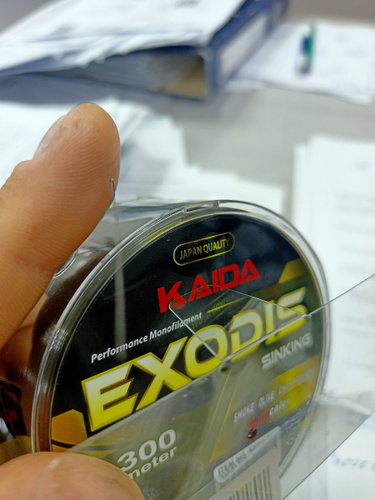 JAPAN QUALITY
KAIDA
Performance Monofilament
EXODIS
SINKING
300
meter